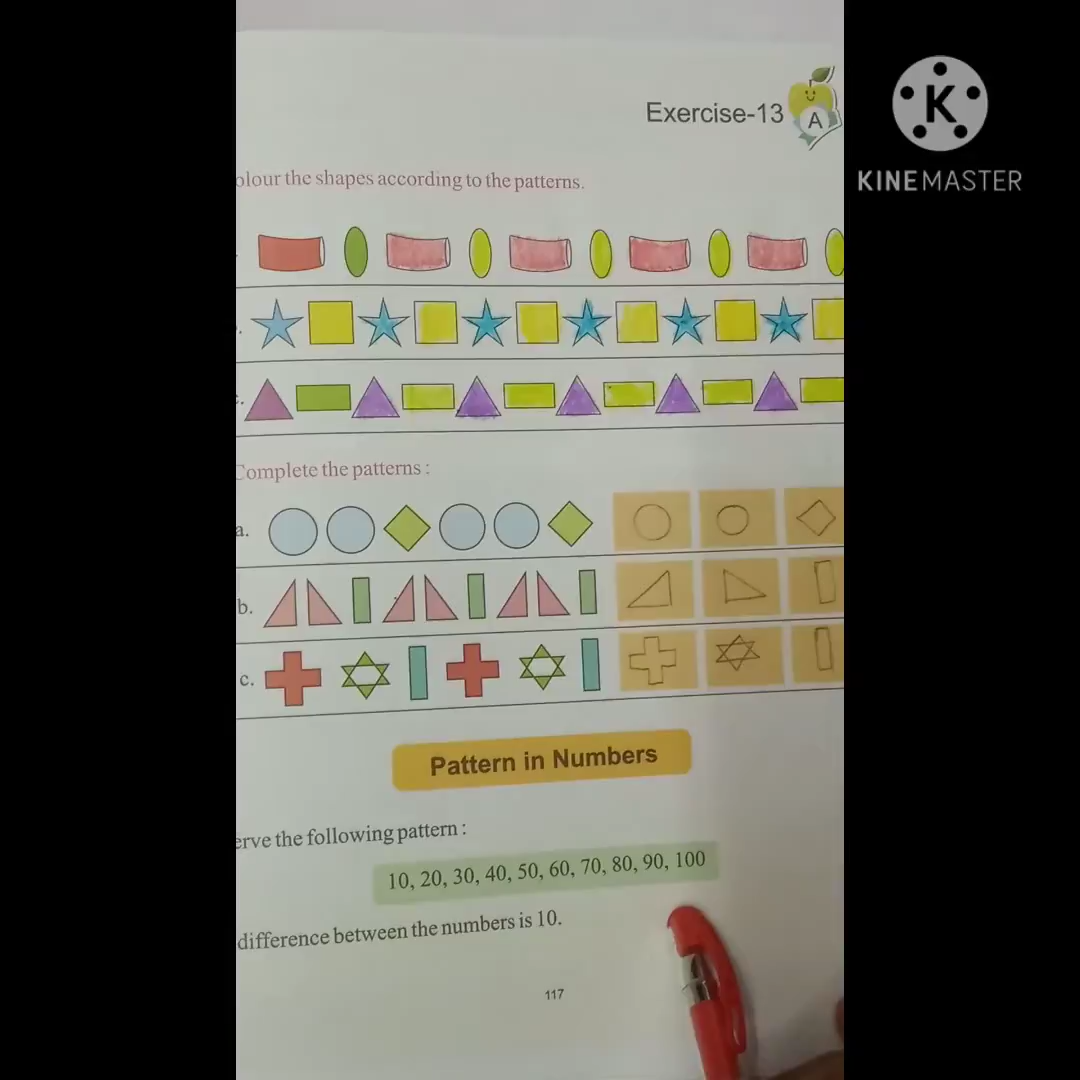 Exercise-13
A
olour the shapes according to the patterns.
Complete the patterns :
a.
b.
c.
Pattern in Numbers
erve the following pattern :
10, 20, 30, 40, 50, 60, 70, 80, 90, 100
difference between the numbers is 10.
117
K
KINEMASTER